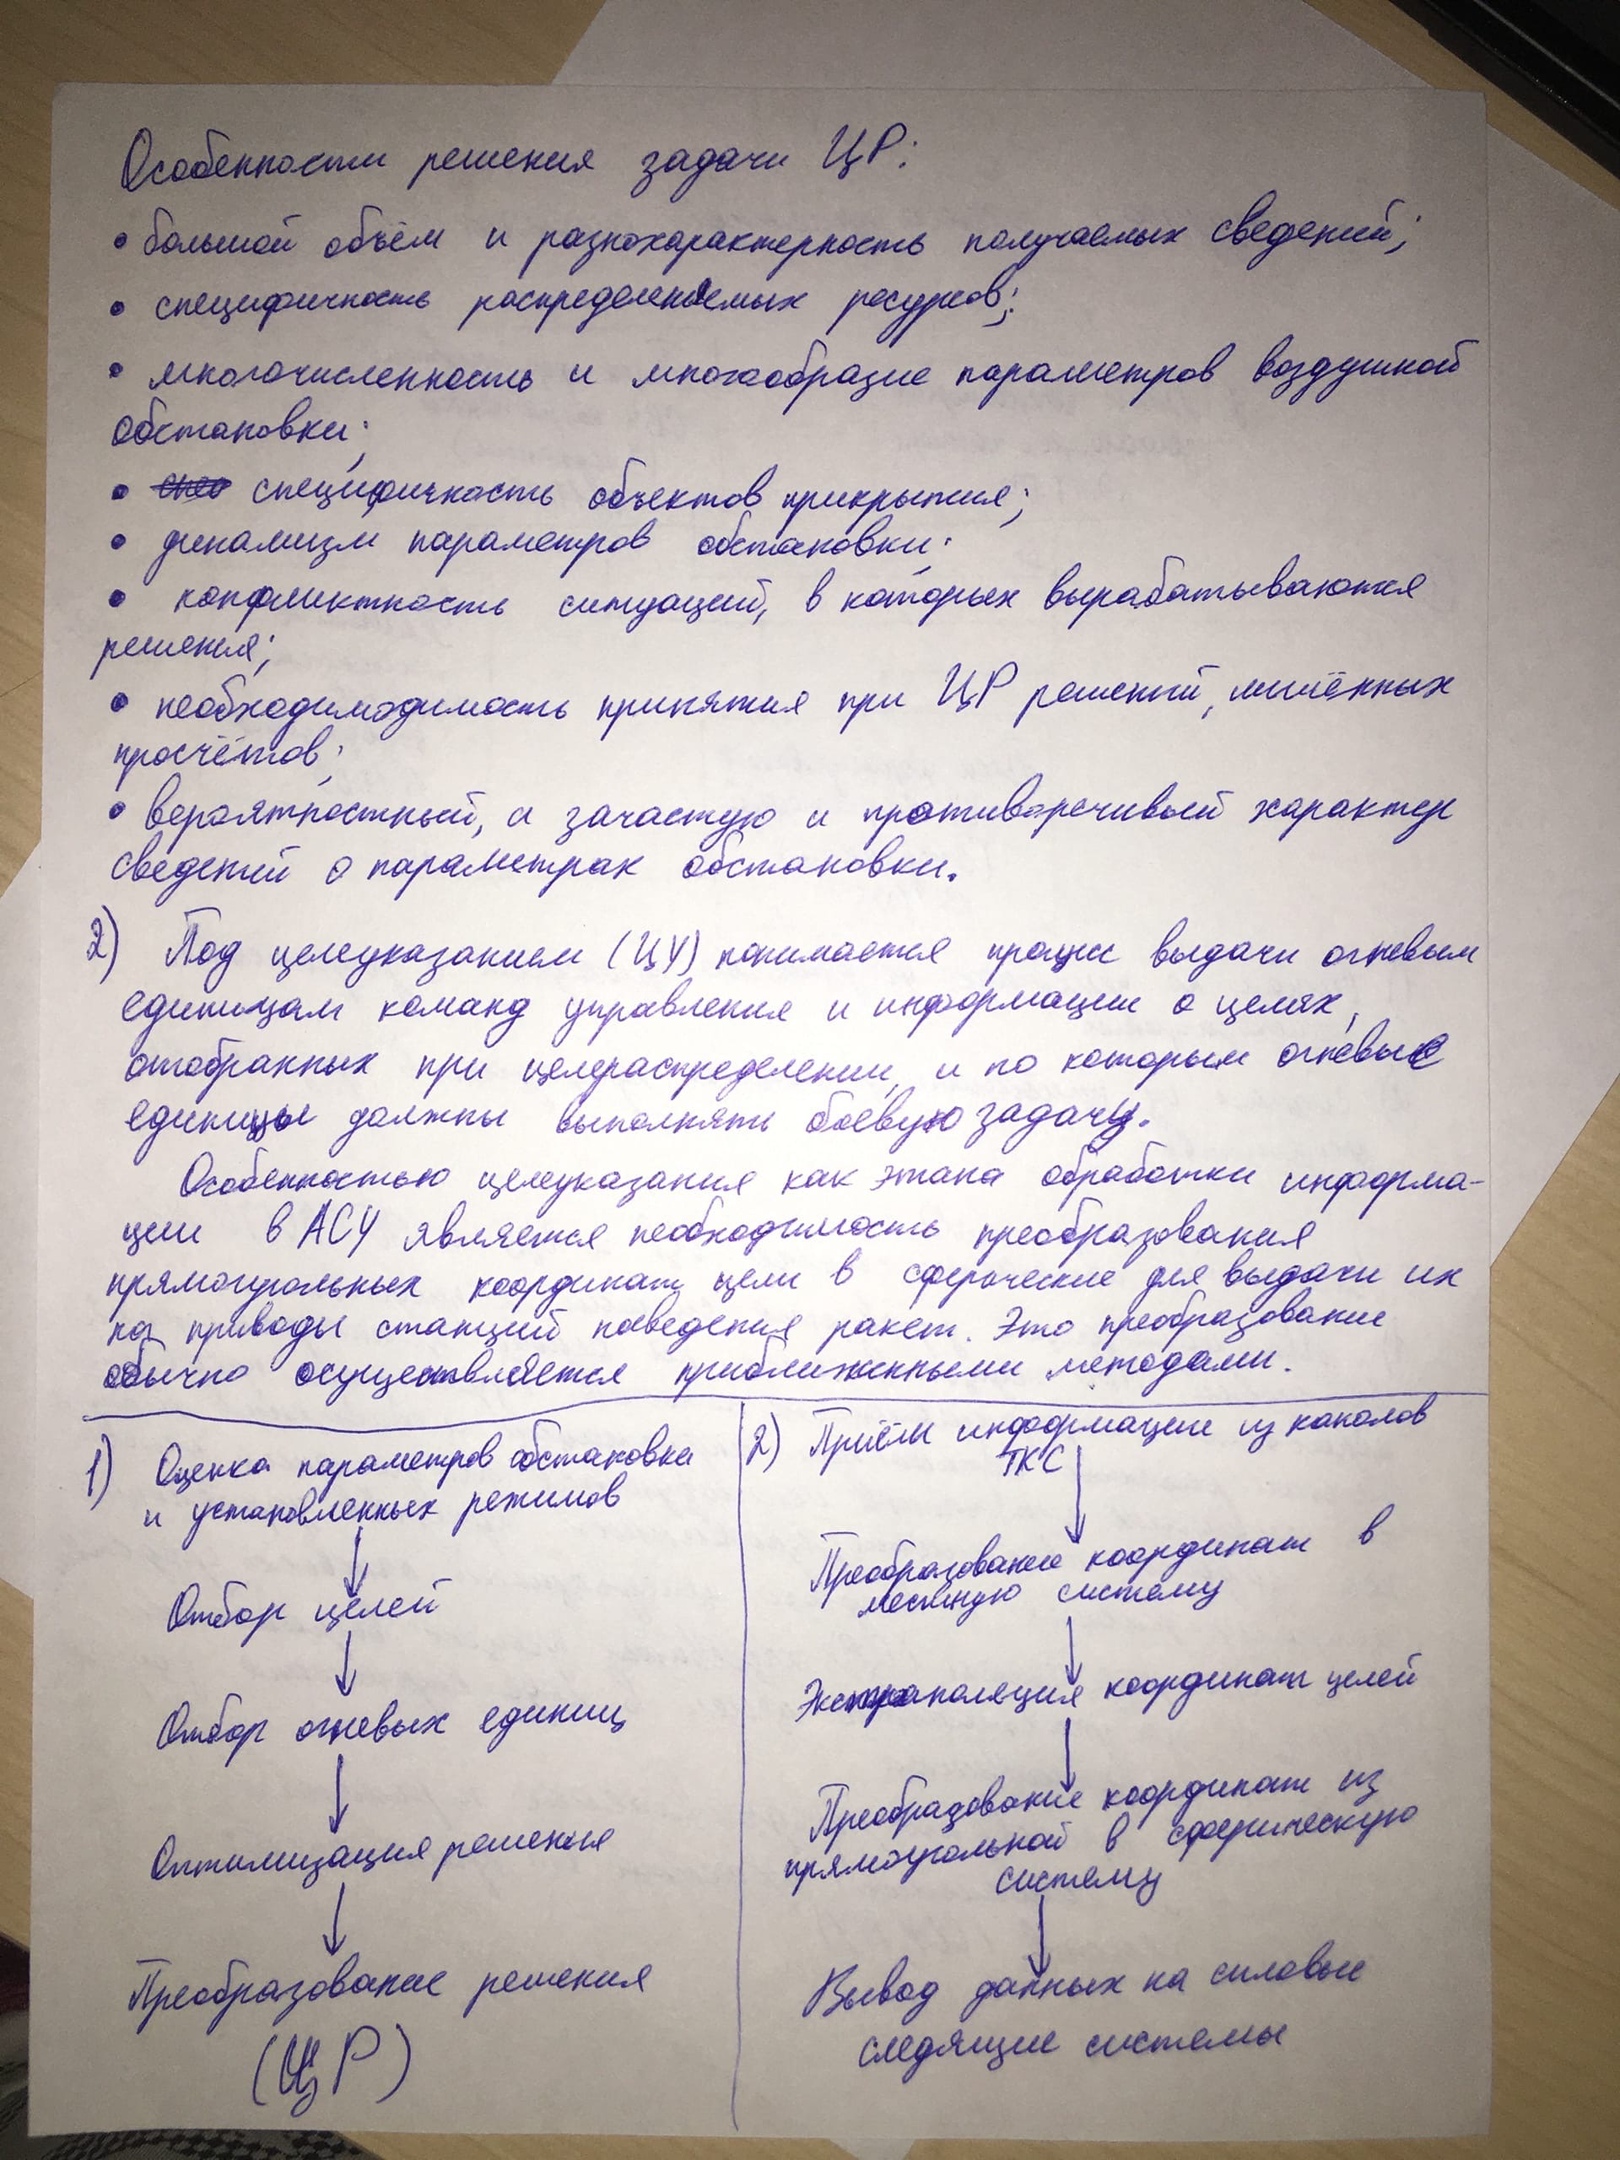 Особенности решения задачи ЦР:
• большой объём и разнохарактерность получаемых сведений;
• специфичность распределяемых ресурсов;
• многочисленность и многообразие параметров воздушной
обстановки;
• специфичность объектов прикрытия;
• динамизм параметров обстановки;
• конфликтность ситуаций, в которых вырабатываются
решения;
• необходимодимость принятия при ЦР решений, лишённых
просчётов;
• вероятностный, а зачастую и противоречивый характер
сведений о параметрах обстановки.
2) Под целеуказанием (ЦУ) понимается процесс выдачи огневым
единицам команд управления и информации о целях,
отобранных при целераспределении, и по которым огневые
единицы должны выполнять боевую задачу.
Особенностью целеуказания как этапа обработки информа-
ции в АСУ является необходимость преобразования
прямоугольных координат цели в сферические для выдачи их
на приводы станций наведения ракет. Это преобразование
обычно осуществляется приближенными методами.
1) Оценка параметров обстановки
и установленных режимов
↓
Отбор целей
↓
Отбор огневых единиц
↓
Оптимизация решения
↓
Преобразование решения
(ЦР)
2) Приём информации из каналов
ТКС
↓
Преобразование координат в
местную систему
↓
Экстраполяция координат целей
↓
Преобразование координат из
прямоугольной в сферическую
систему
↓
Вывод данных на силовые
следящие системы